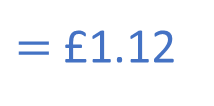 = £1.12